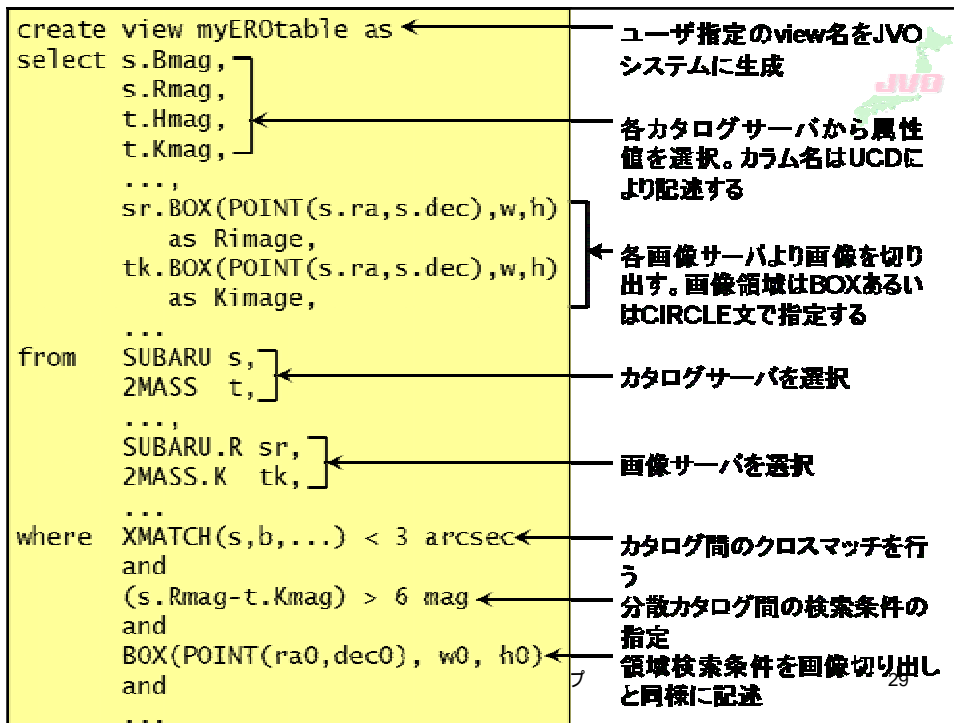 create view myEROtable as
select s.Bmag,
s.Rmag,
t.Hmag,
t.Kmag,
...,
sr.BOX(POINT(s.ra,s.dec),w,h)
as Rimage,
tk.BOX(POINT(s.ra,s.dec),w,h)
as Kimage,
...
from SUBARU s,
2MASS t,
...,
SUBARU.R sr,
2MASS.K tk,
...
where XMATCH(s,b,...) < 3 arcsec
and
(s.Rmag-t.Kmag) > 6 mag
and
BOX(POINT(ra0,dec0), w0, h0)
and
...
ユーザ指定のview名をJVO
システムに生成
JVO
各カタログサーバから属性
値を選択。カラム名はUCDに
より記述する
各画像サーバより画像を切り
出す。画像領域はBOXあるい
はCIRCLE文で指定する
カタログサーバを選択
画像サーバを選択
カタログ間のクロスマッチを行
う
分散カタログ間の検索条件の
指定
領域検索条件を画像切り出し
と同様に記述
プ
29